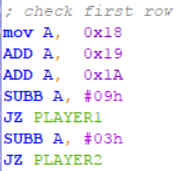 ; check first row
mov A, 0x18
ADD A, 0x19
ADD A, 0x1A
SUBB A, #09h
JZ PLAYER1
SUBB A, #03h
JZ PLAYER2